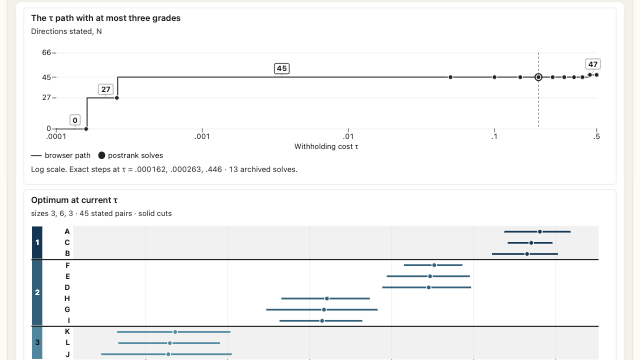 The τ path with at most three grades
Directions stated, N
66
45
27
0
0
27
45
47
.0001
.001
.01
.1
.5
Withholding cost τ
browser path
postrank solves
Log scale. Exact steps at τ = .000162, .000263, .446 · 13 archived solves.
Optimum at current τ
sizes 3, 6, 3 · 45 stated pairs · solid cuts
1
A
C
B
2
F
E
D
H
G
I
3
K
L
J